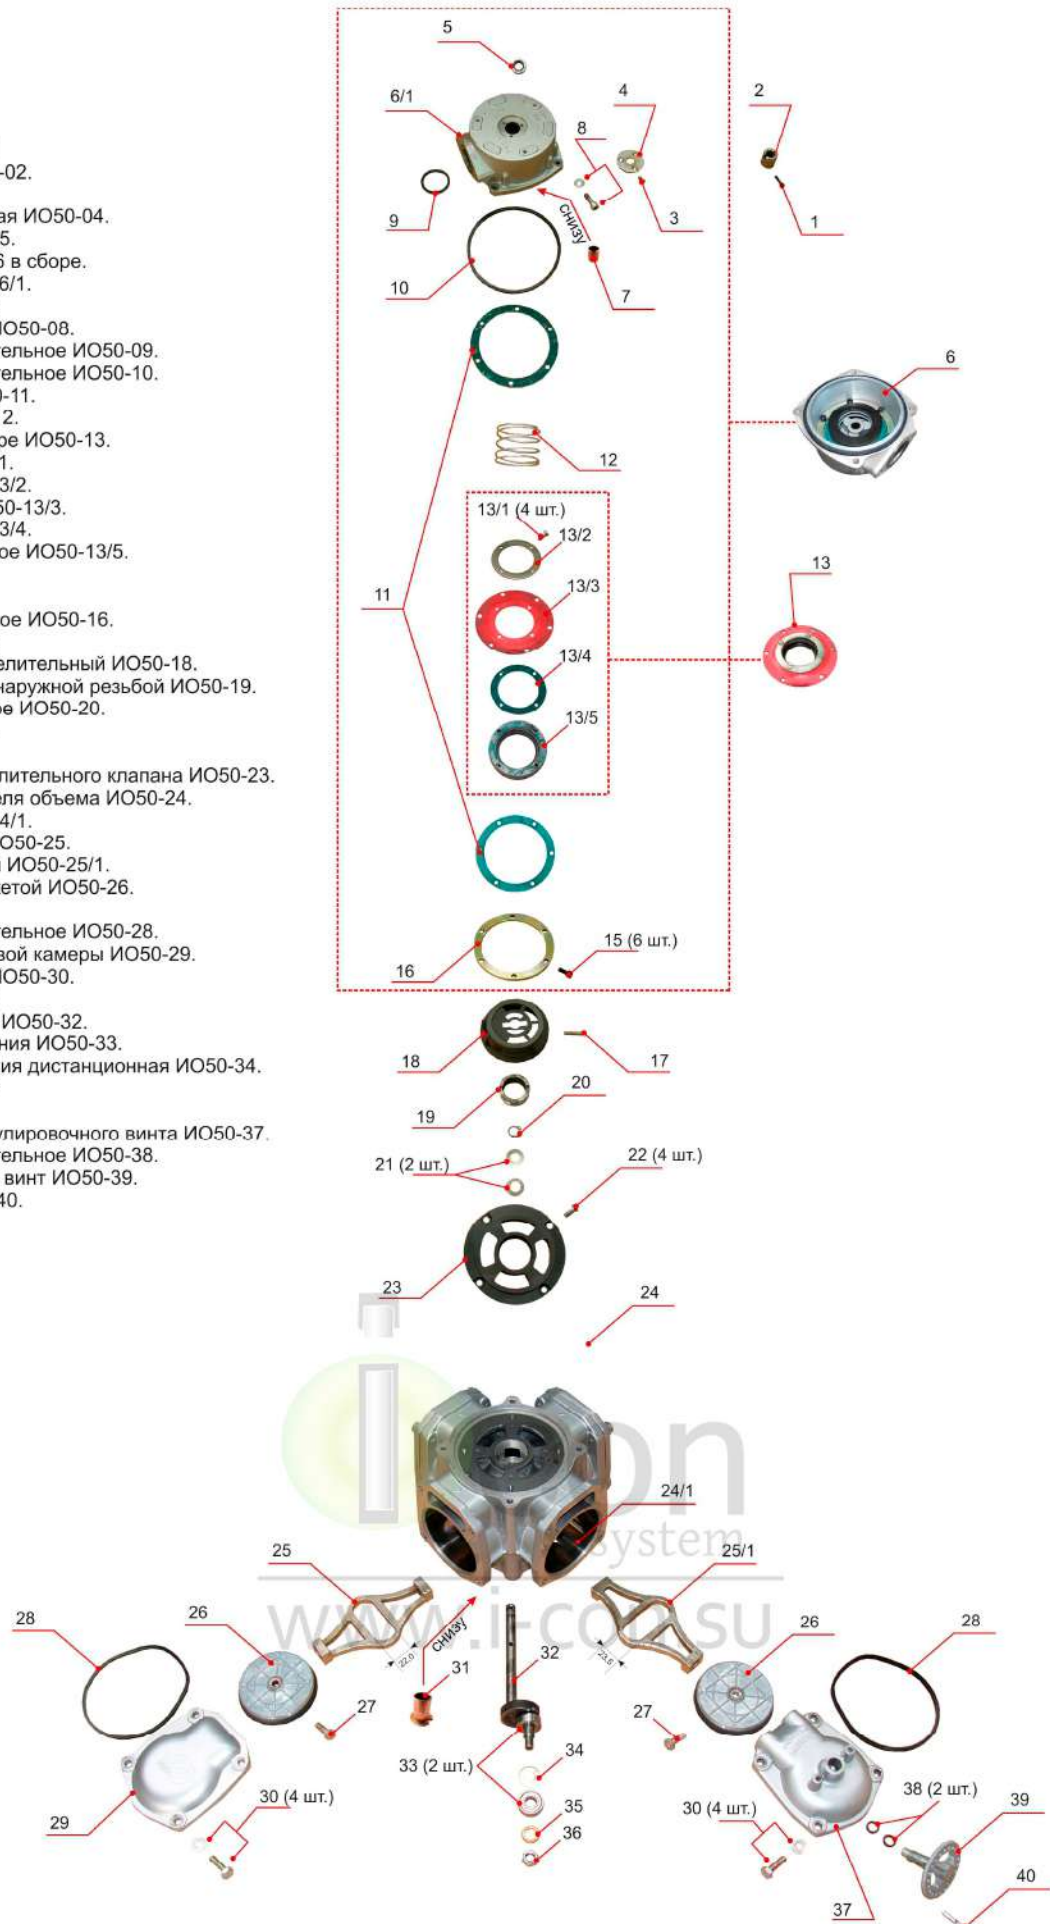 -02.
ая ИО50-04.
5.
6 в сборе.
6/1.
ИО50-08.
тельное ИО50-09.
тельное ИО50-10.
0-11.
2.
ре ИО50-13.
1.
3/2.
50-13/3.
3/4.
ое ИО50-13/5.
ое ИО50-16.
елительный ИО50-18.
наружной резьбой ИО50-19.
ре ИО50-20.
лительного клапана ИО50-23.
еля объема ИО50-24.
4/1.
ИО50-25.
й ИО50-25/1.
кетой ИО50-26.
тельное ИО50-28.
вой камеры ИО50-29.
ИО50-30.
ИО50-32.
ния ИО50-33.
ия дистанционная ИО50-34.
улировочного винта ИО50-37.
тельное ИО50-38.
винт ИО50-39.
40.
5
6/1
4
2
8
9
снизу
3
1
10
7
6
12
13/1 (4 шт.)
13/2
13/3
13
11
13/4
13/5
15 (6 шт.)
16
18
17
20
19
21 (2 шт.)
22 (4 шт.)
23
24
24/1
i-con
system
www.i-con.su
25
25/1
28
26
22,0
снизу
23,5
26
28
31
32
27
27
33 (2 шт.)
34
38 (2 шт.)
30 (4 шт.)
29
35
30 (4 шт.)
39
36
40
37